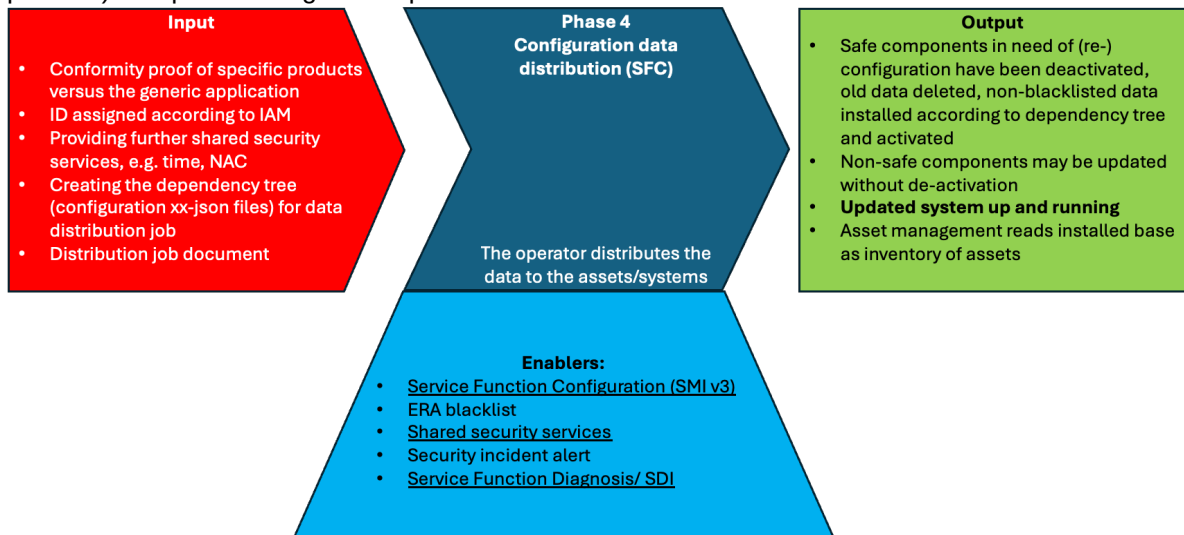 Input
• Conformity proof of specific products
versus the generic application
• ID assigned according to IAM
• Providing further shared security
services, e.g. time, NAC
• Creating the dependency tree
(configuration xx-json files) for data
distribution job
• Distribution job document
Phase 4
Configuration data
distribution (SFC)
The operator distributes the
data to the assets/systems
Output
• Safe components in need of (re-)
configuration have been deactivated,
old data deleted, non-blacklisted data
installed according to dependency tree
and activated
• Non-safe components may be updated
without de-activation
• Updated system up and running
• Asset management reads installed base
as inventory of assets
Enablers:
• Service Function Configuration (SMI v3)
• ERA blacklist
• Shared security services
• Security incident alert
• Service Function Diagnosis/ SDI